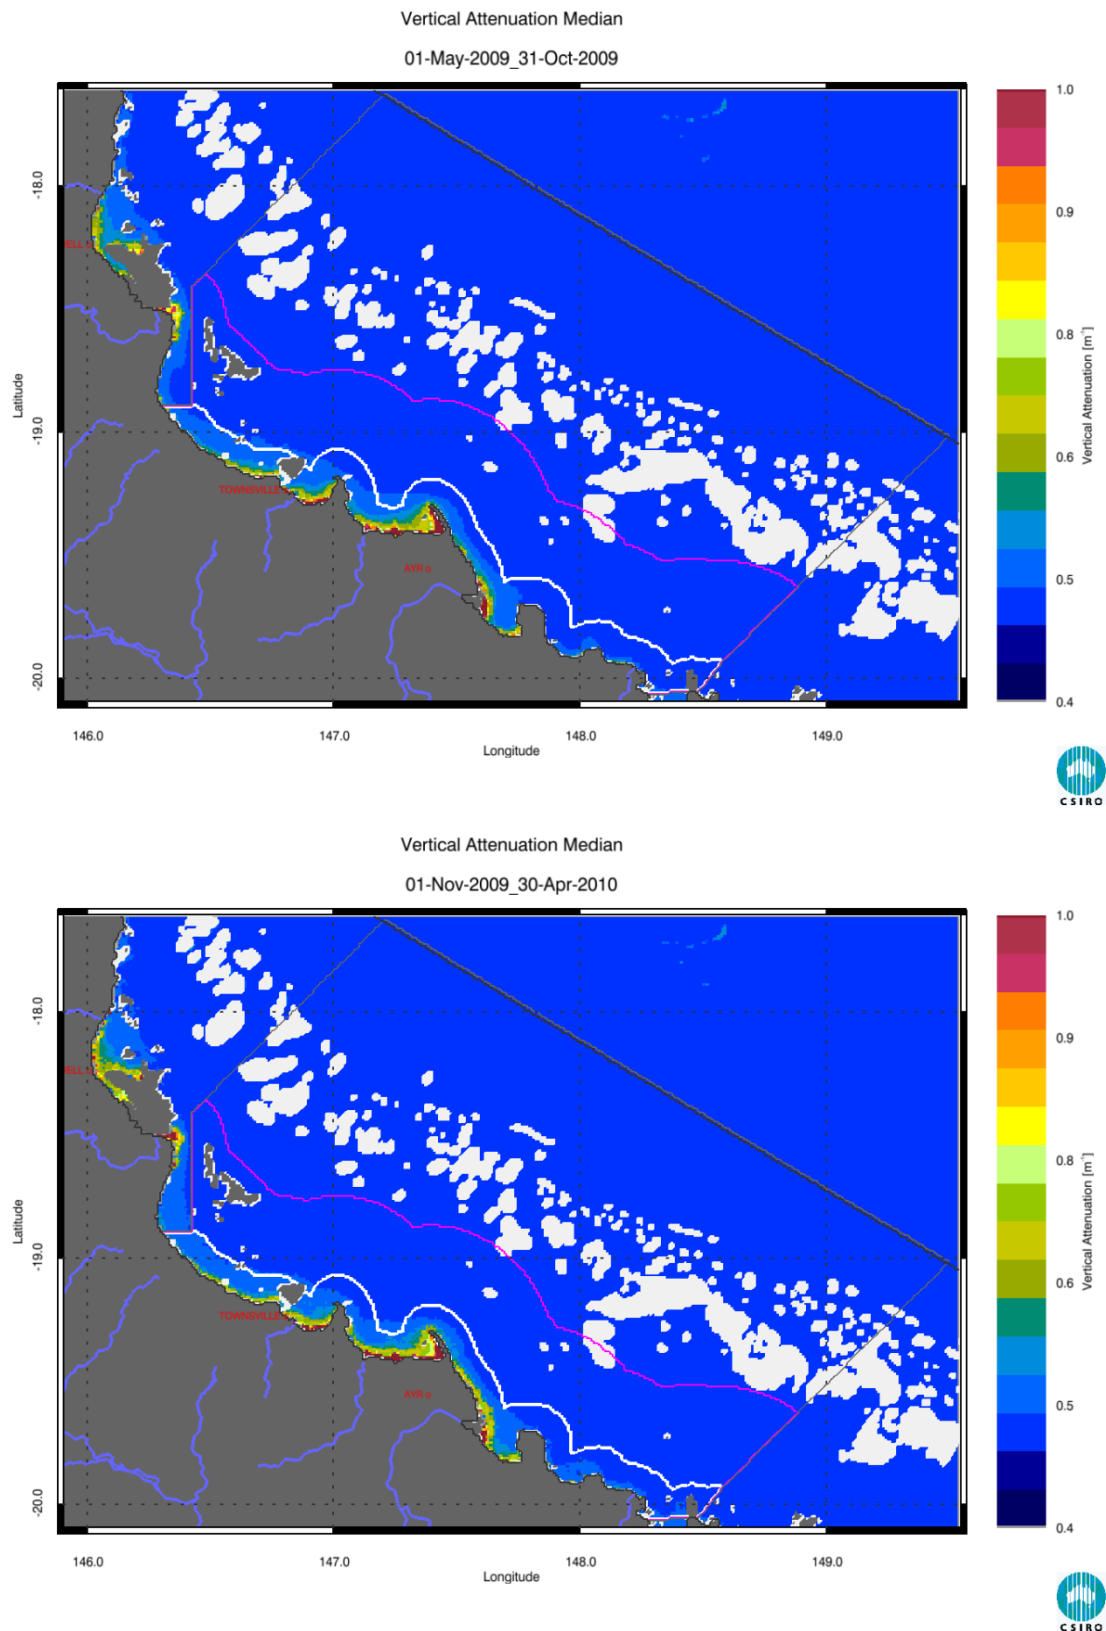 Vertical Attenuation Median
01-May-2009_31-Oct-2009
1.0
0.9
0.8
0.6
0.5
0.4
Vertical Attenuation [m⁻¹]
-18.0
-19.0
-20.0
Latitude
TOWNSVILLE
AYR
146.0 147.0 148.0 149.0
Longitude
CSIRO
Vertical Attenuation Median
01-Nov-2009_30-Apr-2010
1.0
0.9
0.8
0.6
0.5
0.4
Vertical Attenuation [m⁻¹]
-18.0
-19.0
-20.0
Latitude
TOWNSVILLE
AYR
146.0 147.0 148.0 149.0
Longitude
CSIRO